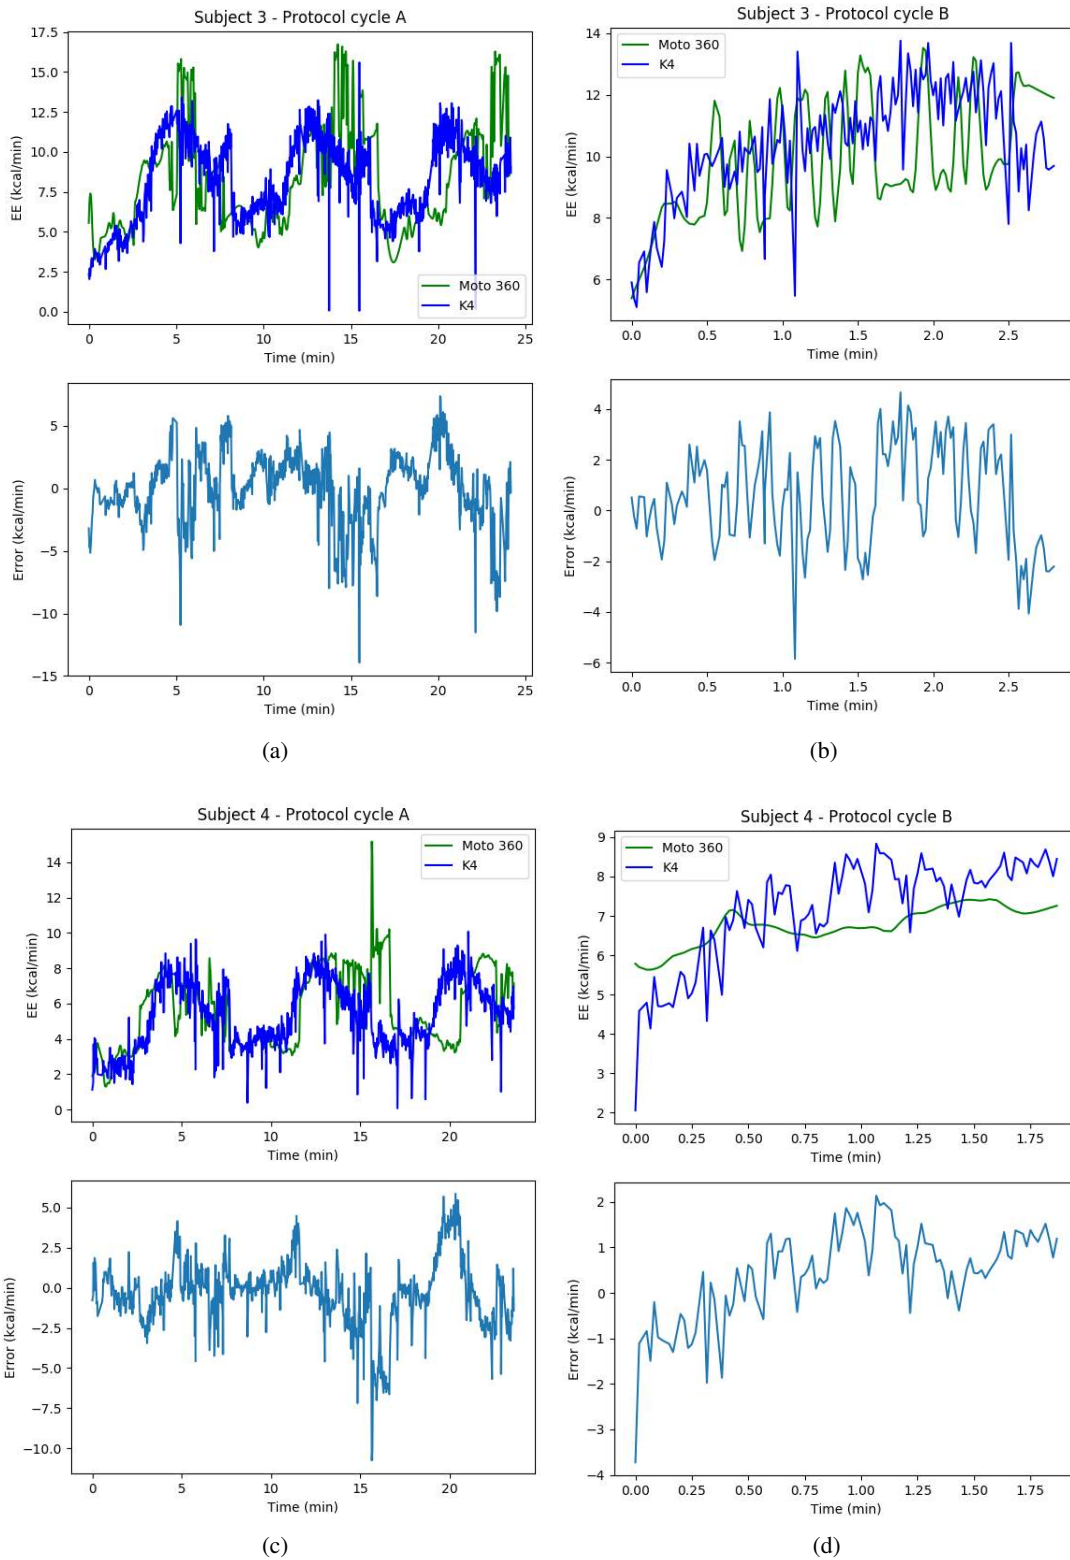 Subject 3 - Protocol cycle A
17.5
15.0
12.5
10.0
7.5
5.0
2.5
0.0
EE (kcal/min)
Moto 360
K4
0 5 10 15 20 25
Time (min)
5
0
−5
−10
−15
Error (kcal/min)
0 5 10 15 20 25
Time (min)
(a)
Subject 3 - Protocol cycle B
14
12
10
8
6
EE (kcal/min)
Moto 360
K4
0.0 0.5 1.0 1.5 2.0 2.5
Time (min)
4
2
0
−2
−4
−6
Error (kcal/min)
0.0 0.5 1.0 1.5 2.0 2.5
Time (min)
(b)
Subject 4 - Protocol cycle A
14
12
10
8
6
4
2
0
EE (kcal/min)
Moto 360
K4
0 5 10 15 20
Time (min)
5.0
2.5
0.0
−2.5
−5.0
−7.5
−10.0
Error (kcal/min)
0 5 10 15 20
Time (min)
(c)
Subject 4 - Protocol cycle B
9
8
7
6
5
4
3
2
EE (kcal/min)
Moto 360
K4
0.00 0.25 0.50 0.75 1.00 1.25 1.50 1.75
Time (min)
2
1
0
−1
−2
−3
−4
Error (kcal/min)
0.00 0.25 0.50 0.75 1.00 1.25 1.50 1.75
Time (min)
(d)